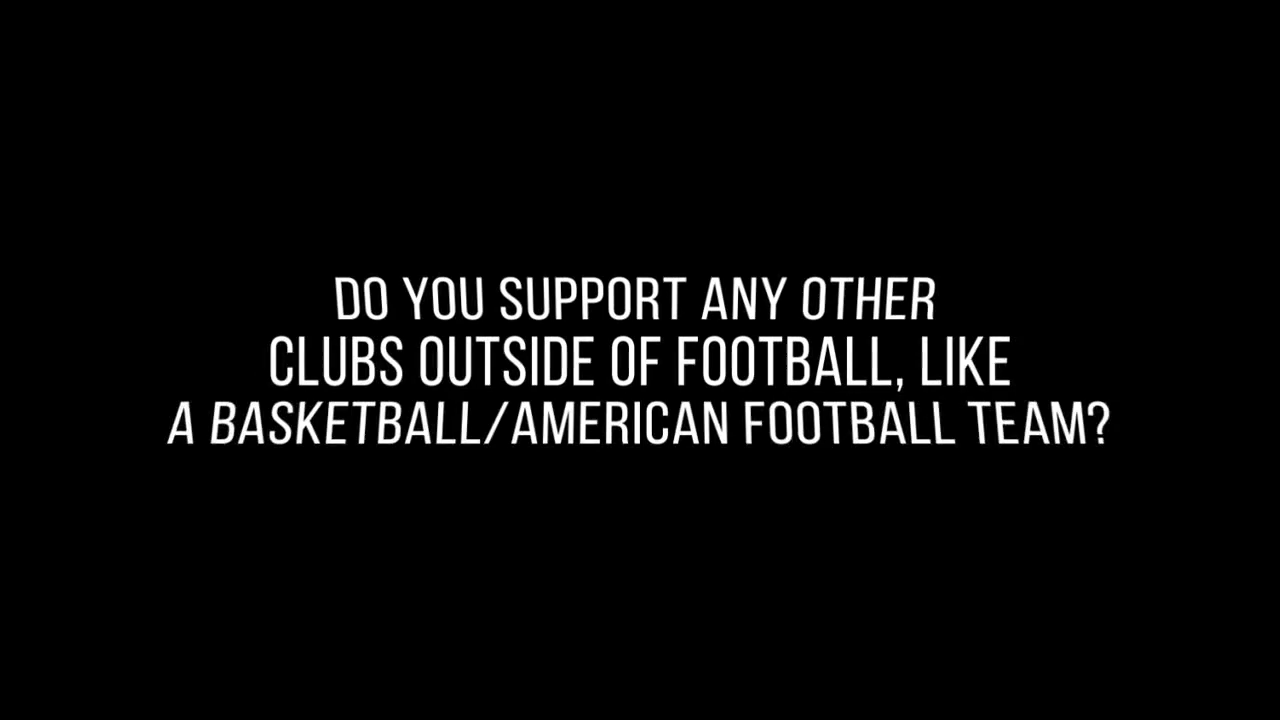 DO YOU SUPPORT ANY OTHER
CLUBS OUTSIDE OF FOOTBALL, LIKE
A BASKETBALL/AMERICAN FOOTBALL TEAM?